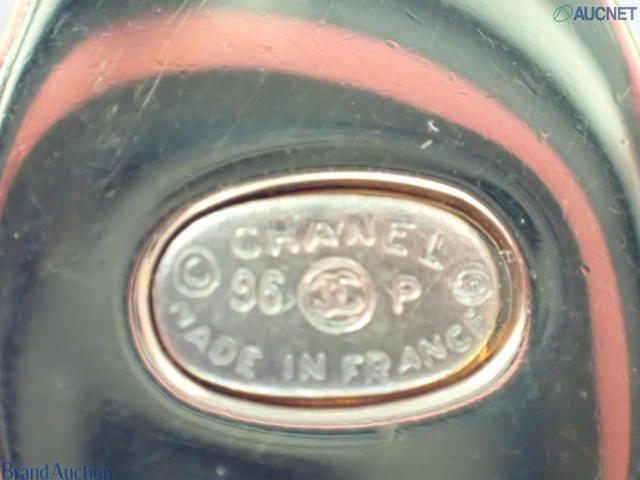 AUCNET
CHANEL
© 96 P ®
MADE IN FRANCE
Brand Auction